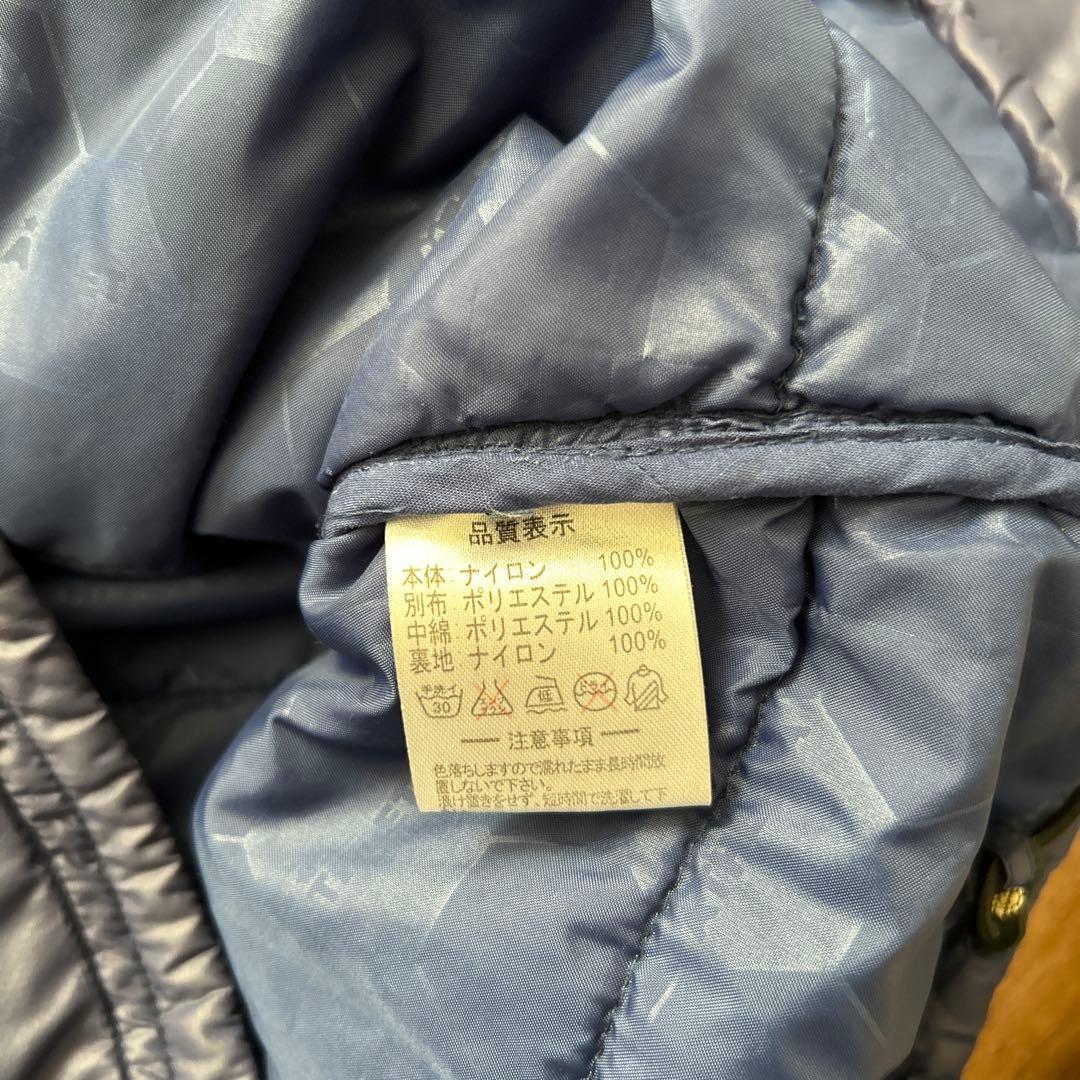 品質表示
本体 ナイロン 100%
別布 ポリエステル 100%
中綿 ポリエステル 100%
裏地 ナイロン 100%
手洗イ 30
低
注意事項
色落ちしますので濡れたまま長時間放
置しないで下さい。
漬け置きをせず、短時間で洗濯して下